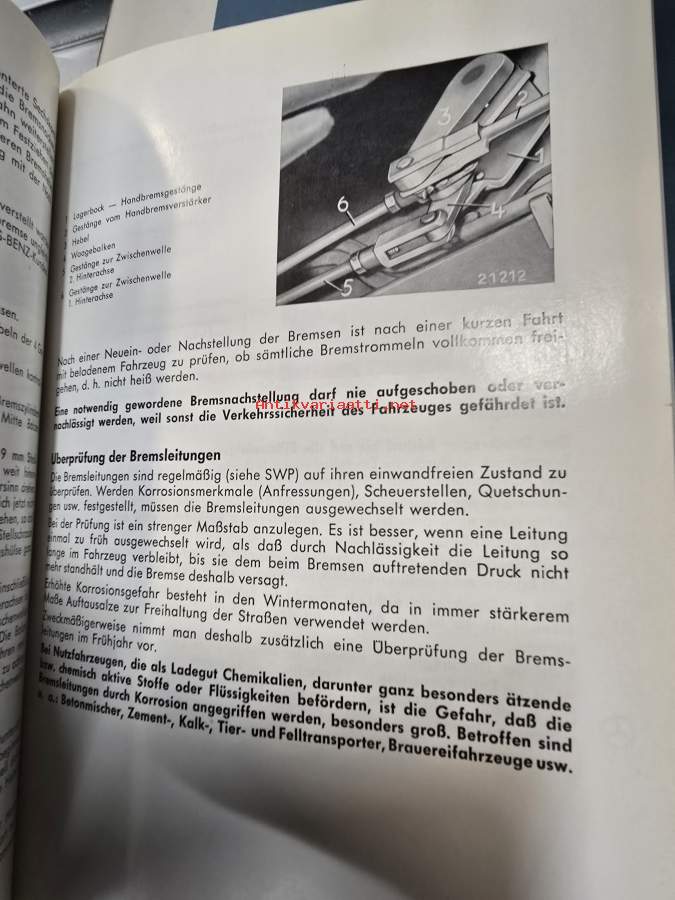 1 Lagerbock — Handbremsgestänge
2 Gestänge vom Handbremsverstärker
3 Hebel
4 Waagebalken
Gestänge zur Zwischenwelle
2. Hinterachse
Gestänge zur Zwischenwelle
1. Hinterachse
3
2
1
4
6
5
21212
Nach einer Neuein- oder Nachstellung der Bremsen ist nach einer kurzen Fahrt
mit beladenem Fahrzeug zu prüfen, ob sämtliche Bremstrommeln vollkommen frei-
gehen, d. h. nicht heiß werden.
Eine notwendig gewordene Bremsnachstellung darf nie aufgeschoben oder ver-
nachlässigt werden, weil sonst die Verkehrssicherheit des Fahrzeuges gefährdet ist.
Antikvariaattd.net
Überprüfung der Bremsleitungen
Die Bremsleitungen sind regelmäßig (siehe SWP) auf ihren einwandfreien Zustand zu
überprüfen. Werden Korrosionsmerkmale (Anfressungen), Scheuerstellen, Quetschun-
gen usw. festgestellt, müssen die Bremsleitungen ausgewechselt werden.
Bei der Prüfung ist ein strenger Maßstab anzulegen. Es ist besser, wenn eine Leitung
einmal zu früh ausgewechselt wird, als daß durch Nachlässigkeit die Leitung so
lange im Fahrzeug verbleibt, bis sie dem beim Bremsen auftretenden Druck nicht
mehr standhält und die Bremse deshalb versagt.
Erhöhte Korrosionsgefahr besteht in den Wintermonaten, da in immer stärkerem
Maße Auftausalze zur Freihaltung der Straßen verwendet werden.
Zweckmäßigerweise nimmt man deshalb zusätzlich eine Überprüfung der Brems-
leitungen im Frühjahr vor.
Bei Nutzfahrzeugen, die als Ladegut Chemikalien, darunter ganz besonders ätzende
bzw. chemisch aktive Stoffe oder Flüssigkeiten befördern, ist die Gefahr, daß die
Bremsleitungen durch Korrosion angegriffen werden, besonders groß. Betroffen sind
u. a.: Betonmischer, Zement-, Kalk-, Tier- und Felltransporter, Brauereifahrzeuge usw.